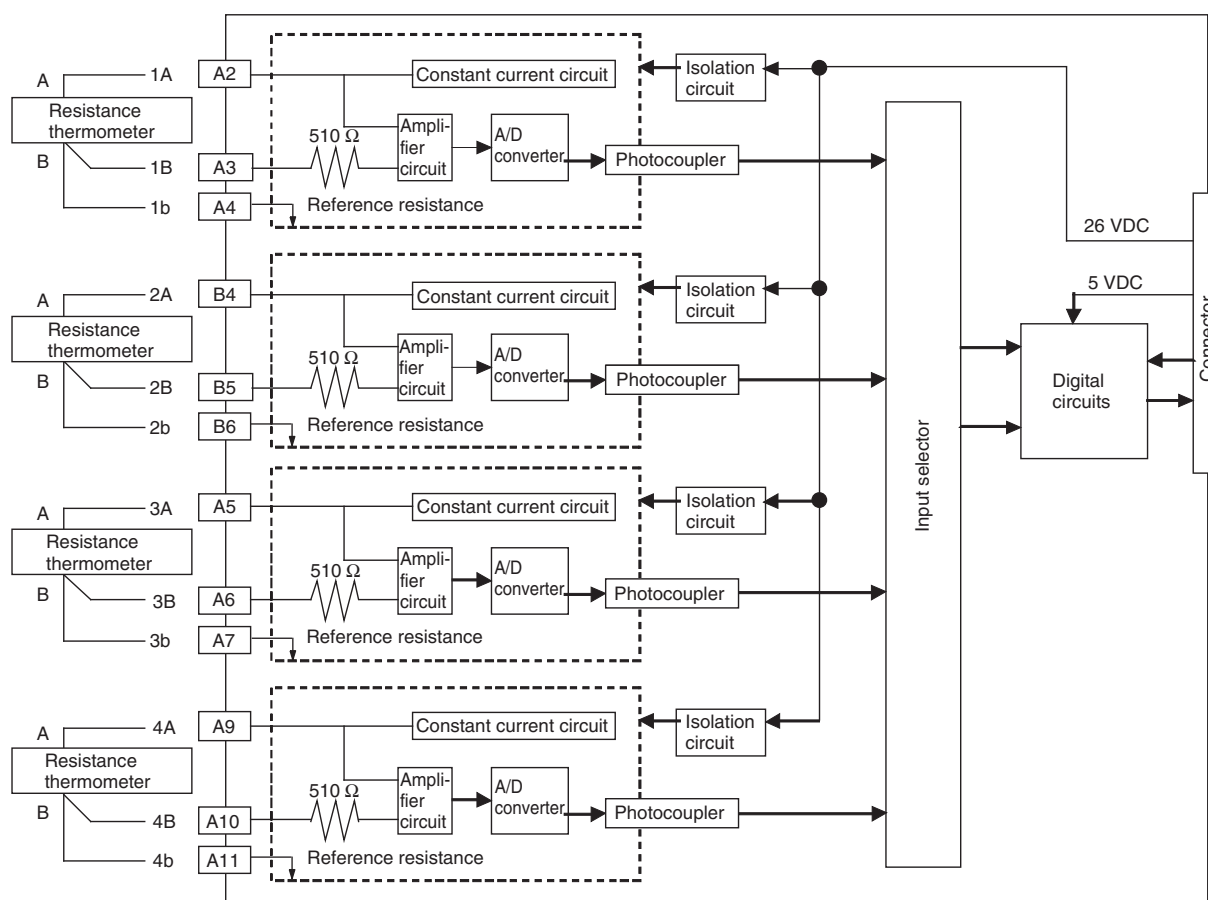 A
1A
A2
Constant current circuit
Isolation
circuit
Resistance
thermometer
510 Ω
Ampli-
fier
circuit
A/D
converter
Photocoupler
B
1B
A3
1b
A4
Reference resistance
26 VDC
A
2A
B4
Constant current circuit
Isolation
circuit
5 VDC
Resistance
thermometer
510 Ω
Ampli-
fier
circuit
A/D
converter
Photocoupler
B
2B
B5
2b
B6
Reference resistance
Input selector
Digital
circuits
Connector
A
3A
A5
Constant current circuit
Isolation
circuit
Resistance
thermometer
510 Ω
Ampli-
fier
circuit
A/D
converter
Photocoupler
B
3B
A6
3b
A7
Reference resistance
A
4A
A9
Constant current circuit
Isolation
circuit
Resistance
thermometer
510 Ω
Ampli-
fier
circuit
A/D
converter
Photocoupler
B
4B
A10
4b
A11
Reference resistance